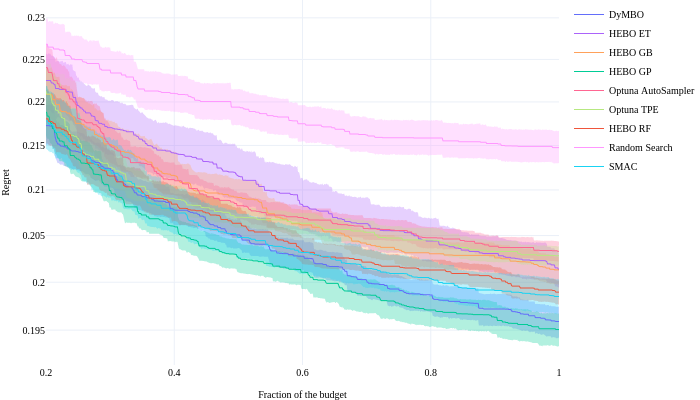 0.23
0.225
0.22
0.215
0.21
0.205
0.2
0.195
Regret
0.2
0.4
0.6
0.8
1
Fraction of the budget
DyMBO
HEBO ET
HEBO GB
HEBO GP
Optuna AutoSampler
Optuna TPE
HEBO RF
Random Search
SMAC